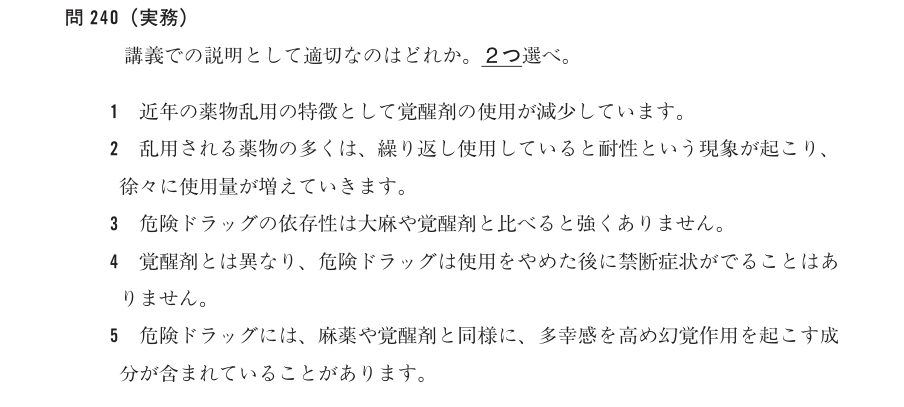 問 240（実務）
講義での説明として適切なのはどれか。２つ選べ。
1 近年の薬物乱用の特徴として覚醒剤の使用が減少しています。
2 乱用される薬物の多くは、繰り返し使用していると耐性という現象が起こり、
徐々に使用量が増えていきます。
3 危険ドラッグの依存性は大麻や覚醒剤と比べると強くありません。
4 覚醒剤とは異なり、危険ドラッグは使用をやめた後に禁断症状がでることはあ
りません。
5 危険ドラッグには、麻薬や覚醒剤と同様に、多幸感を高め幻覚作用を起こす成
分が含まれていることがあります。